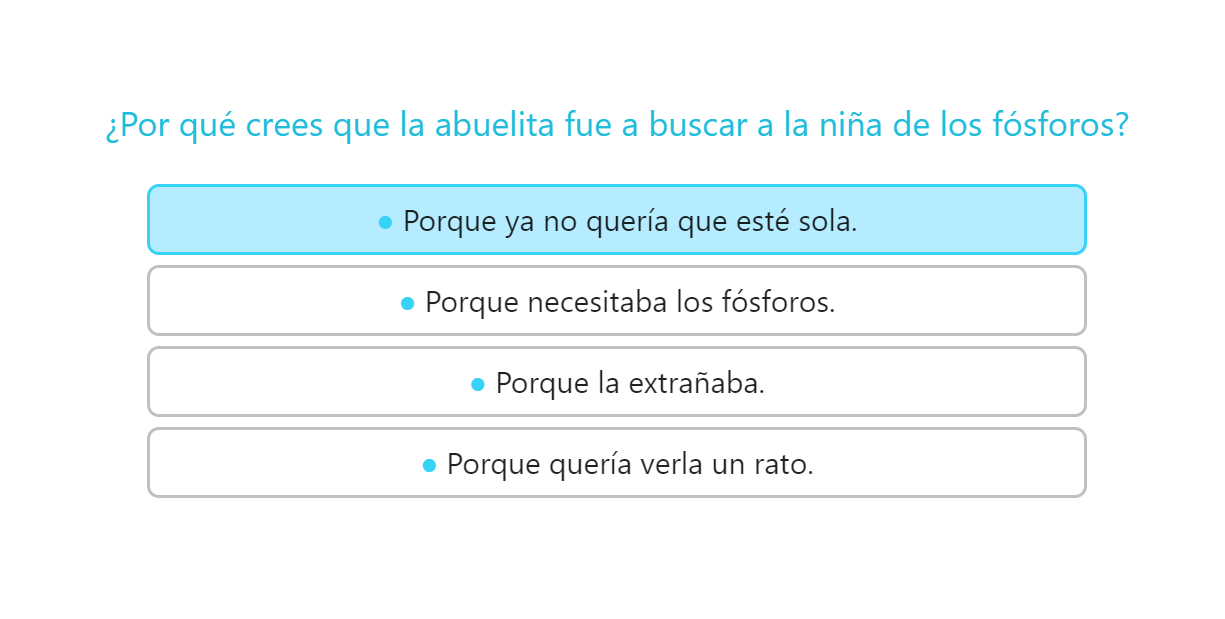 ¿Por qué crees que la abuelita fue a buscar a la niña de los fósforos?
● Porque ya no quería que esté sola.
● Porque necesitaba los fósforos.
● Porque la extrañaba.
● Porque quería verla un rato.